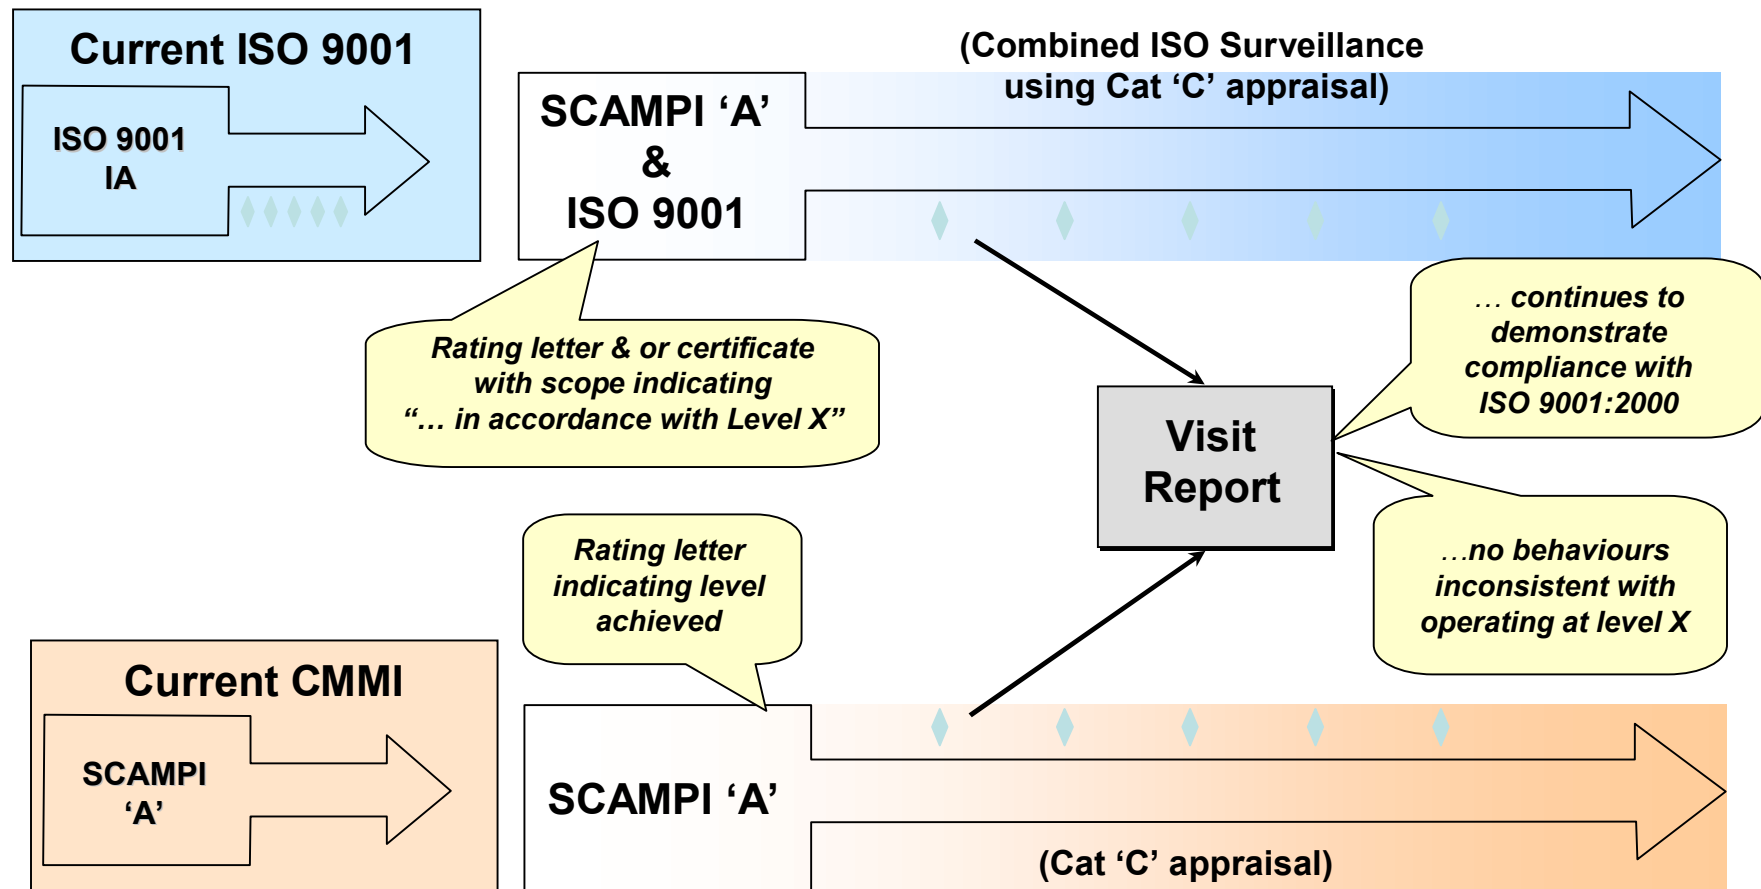 Current ISO 9001
ISO 9001
IA
SCAMPI ‘A’
&
ISO 9001
(Combined ISO Surveillance
using Cat ‘C’ appraisal)
Rating letter & or certificate
with scope indicating
“… in accordance with Level X”
… continues to
demonstrate
compliance with
ISO 9001:2000
Visit
Report
…no behaviours
inconsistent with
operating at level X
Rating letter
indicating level
achieved
Current CMMI
SCAMPI
‘A’
SCAMPI ‘A’
(Cat ‘C’ appraisal)